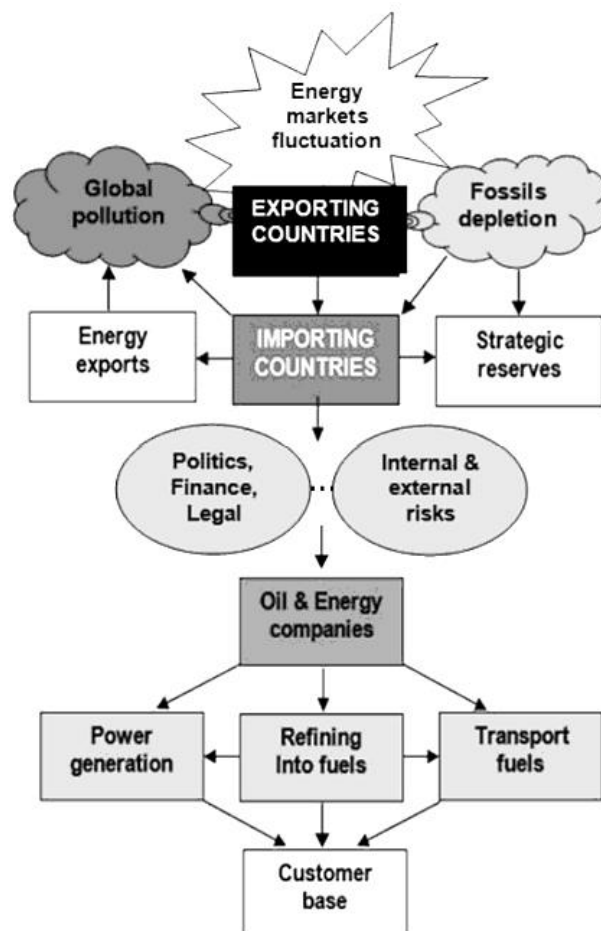 Energy
markets
fluctuation
Global
pollution
EXPORTING
COUNTRIES
Fossils
depletion
Energy
exports
IMPORTING
COUNTRIES
Strategic
reserves
Politics,
Finance,
Legal
Internal &
external
risks
Oil & Energy
companies
Power
generation
Refining
Into fuels
Transport
fuels
Customer
base